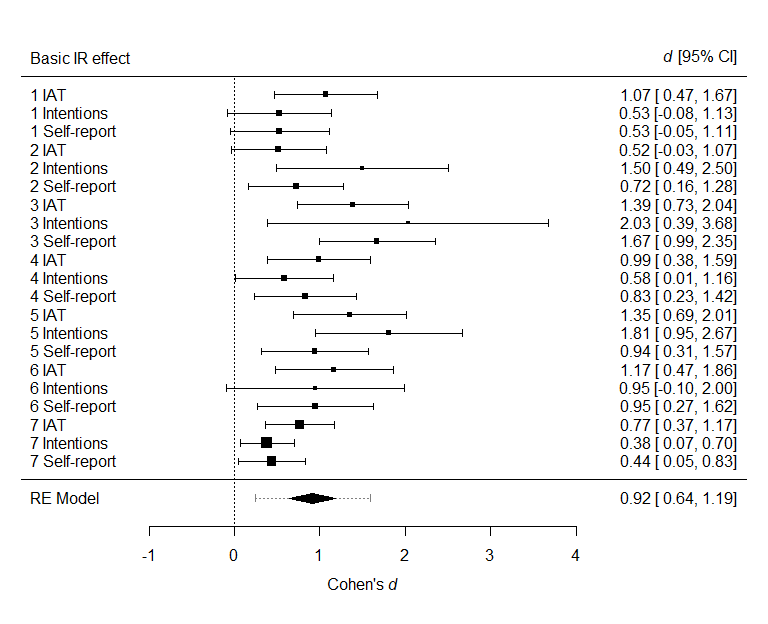 Basic IR effect d [95% CI]
1 IAT 1.07 [ 0.47, 1.67]
1 Intentions 0.53 [-0.08, 1.13]
1 Self-report 0.53 [-0.05, 1.11]
2 IAT 0.52 [-0.03, 1.07]
2 Intentions 1.50 [ 0.49, 2.50]
2 Self-report 0.72 [ 0.16, 1.28]
3 IAT 1.39 [ 0.73, 2.04]
3 Intentions 2.03 [ 0.39, 3.68]
3 Self-report 1.67 [ 0.99, 2.35]
4 IAT 0.99 [ 0.38, 1.59]
4 Intentions 0.58 [ 0.01, 1.16]
4 Self-report 0.83 [ 0.23, 1.42]
5 IAT 1.35 [ 0.69, 2.01]
5 Intentions 1.81 [ 0.95, 2.67]
5 Self-report 0.94 [ 0.31, 1.57]
6 IAT 1.17 [ 0.47, 1.86]
6 Intentions 0.95 [-0.10, 2.00]
6 Self-report 0.95 [ 0.27, 1.62]
7 IAT 0.77 [ 0.37, 1.17]
7 Intentions 0.38 [ 0.07, 0.70]
7 Self-report 0.44 [ 0.05, 0.83]
RE Model 0.92 [ 0.64, 1.19]
-1 0 1 2 3 4
Cohen's d